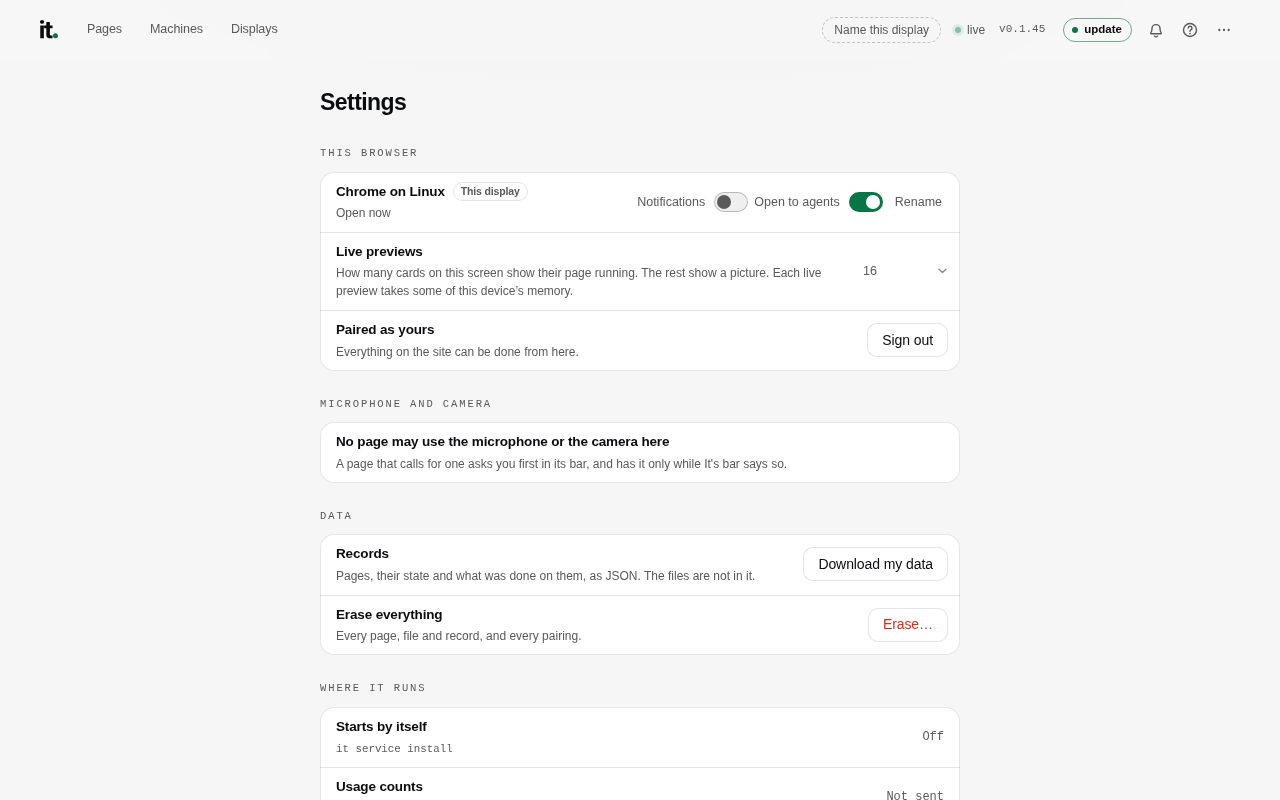 it.
Pages
Machines
Displays
Name this display
live
v0.1.45
update
Settings
THIS BROWSER
Chrome on Linux
This display
Open now
Notifications
Open to agents
Rename
Live previews
How many cards on this screen show their page running. The rest show a picture. Each live
preview takes some of this device’s memory.
16
Paired as yours
Everything on the site can be done from here.
Sign out
MICROPHONE AND CAMERA
No page may use the microphone or the camera here
A page that calls for one asks you first in its bar, and has it only while It's bar says so.
DATA
Records
Pages, their state and what was done on them, as JSON. The files are not in it.
Download my data
Erase everything
Every page, file and record, and every pairing.
Erase…
WHERE IT RUNS
Starts by itself
it service install
Off
Usage counts
Not sent